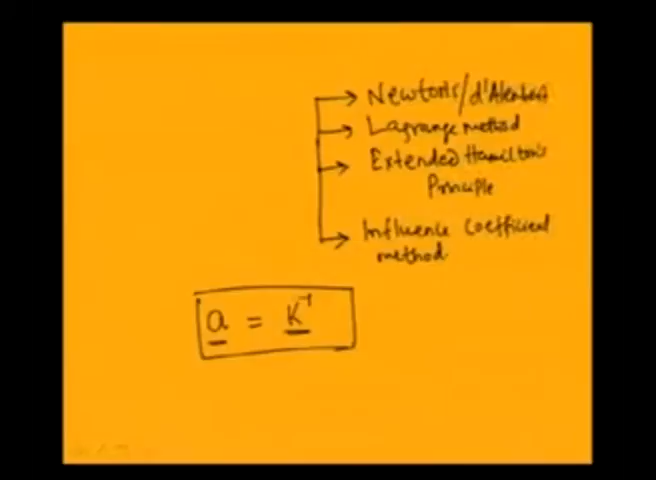 Newton's/d'Alembert
Lagrange method
Extended Hamilton's
Principle
Influence coefficient
method.
a = K⁻¹